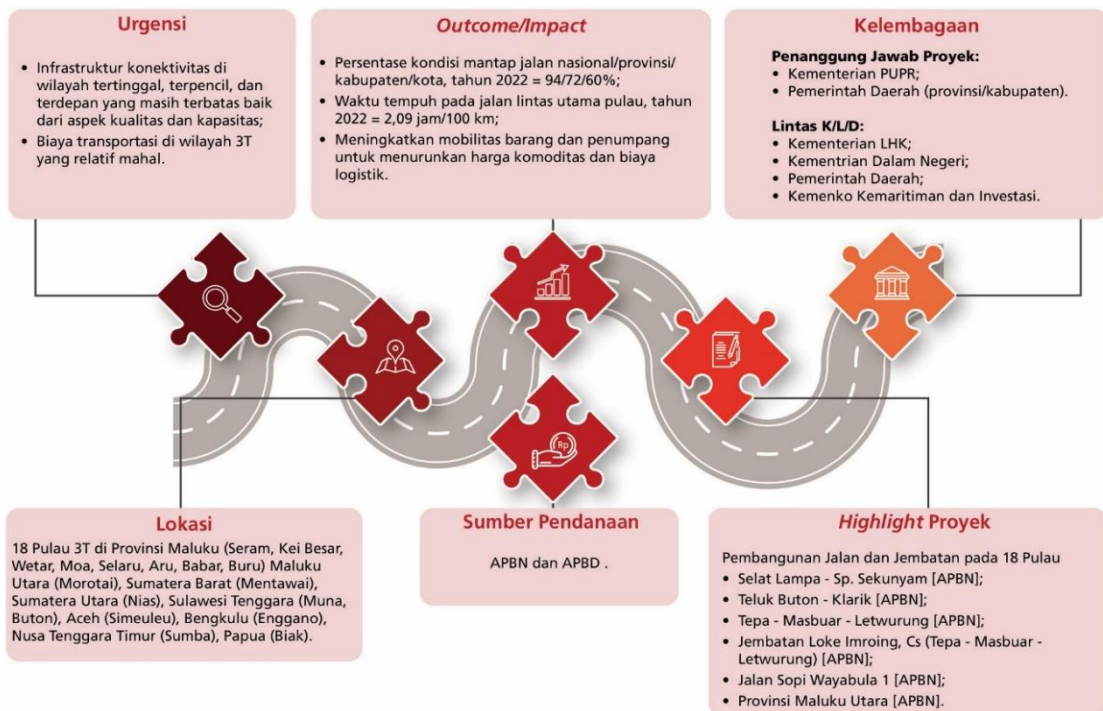 Urgensi
• Infrastruktur konektivitas di
wilayah tertinggal, terpencil, dan
terdepan yang masih terbatas baik
dari aspek kualitas dan kapasitas;
• Biaya transportasi di wilayah 3T
yang relatif mahal.
Outcome/Impact
• Persentase kondisi mantap jalan nasional/provinsi/
kabupaten/kota, tahun 2022 = 94/72/60%;
• Waktu tempuh pada jalan lintas utama pulau, tahun
2022 = 2,09 jam/100 km;
• Meningkatkan mobilitas barang dan penumpang
untuk menurunkan harga komoditas dan biaya
logistik.
Kelembagaan
Penanggung Jawab Proyek:
• Kementerian PUPR;
• Pemerintah Daerah (provinsi/kabupaten).
Lintas K/L/D:
• Kementerian LHK;
• Kementrian Dalam Negeri;
• Pemerintah Daerah;
• Kemenko Kemaritiman dan Investasi.
Rp
Lokasi
18 Pulau 3T di Provinsi Maluku (Seram, Kei Besar,
Wetar, Moa, Selaru, Aru, Babar, Buru) Maluku
Utara (Morotai), Sumatera Barat (Mentawai),
Sumatera Utara (Nias), Sulawesi Tenggara (Muna,
Buton), Aceh (Simeuleu), Bengkulu (Enggano),
Nusa Tenggara Timur (Sumba), Papua (Biak).
Sumber Pendanaan
APBN dan APBD .
Highlight Proyek
Pembangunan Jalan dan Jembatan pada 18 Pulau
• Selat Lampa - Sp. Sekunyam [APBN];
• Teluk Buton - Klarik [APBN];
• Tepa - Masbuar - Letwurung [APBN];
• Jembatan Loke Imroing, Cs (Tepa - Masbuar -
Letwurung) [APBN];
• Jalan Sopi Wayabula 1 [APBN];
• Provinsi Maluku Utara [APBN].